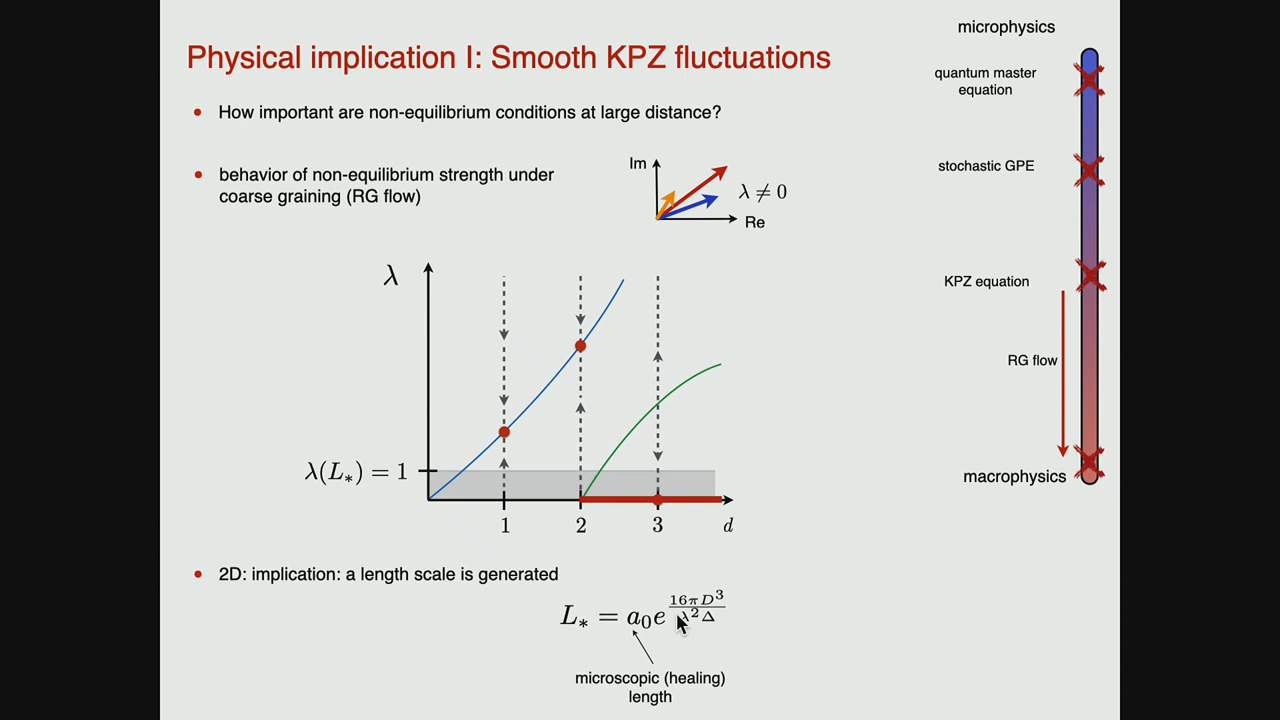 Physical implication I: Smooth KPZ fluctuations
• How important are non-equilibrium conditions at large distance?
• behavior of non-equilibrium strength under
coarse graining (RG flow)
Im
λ ≠ 0
Re
λ
λ(L∗) = 1
1
2
3
d
• 2D: implication: a length scale is generated
L∗ = a₀e^{16πD³/λ²Δ}
microscopic (healing)
length
microphysics
quantum master
equation
stochastic GPE
KPZ equation
RG flow
macrophysics